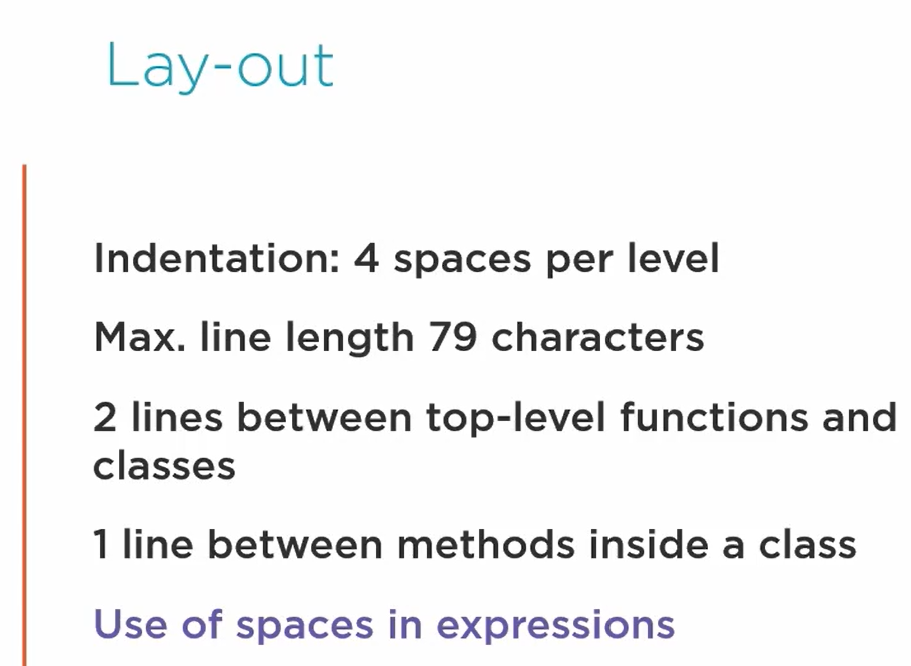 Lay-out
Indentation: 4 spaces per level
Max. line length 79 characters
2 lines between top-level functions and
classes
1 line between methods inside a class
Use of spaces in expressions